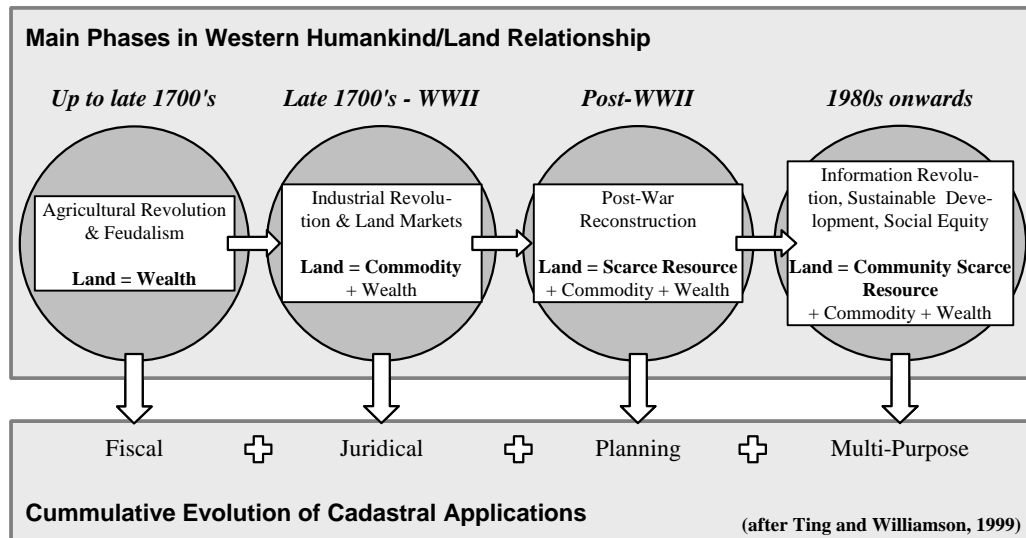 Main Phases in Western Humankind/Land Relationship
Up to late 1700's
Late 1700's - WWII
Post-WWII
1980s onwards
Agricultural Revolution
& Feudalism
Land = Wealth
Industrial Revolu-
tion & Land Markets
Land = Commodity
+ Wealth
Post-War
Reconstruction
Land = Scarce Resource
+ Commodity + Wealth
Information Revolu-
tion, Sustainable Deve-
lopment, Social Equity
Land = Community Scarce
Resource
+ Commodity + Wealth
Fiscal
Juridical
Planning
Multi-Purpose
Cummulative Evolution of Cadastral Applications
(after Ting and Williamson, 1999)